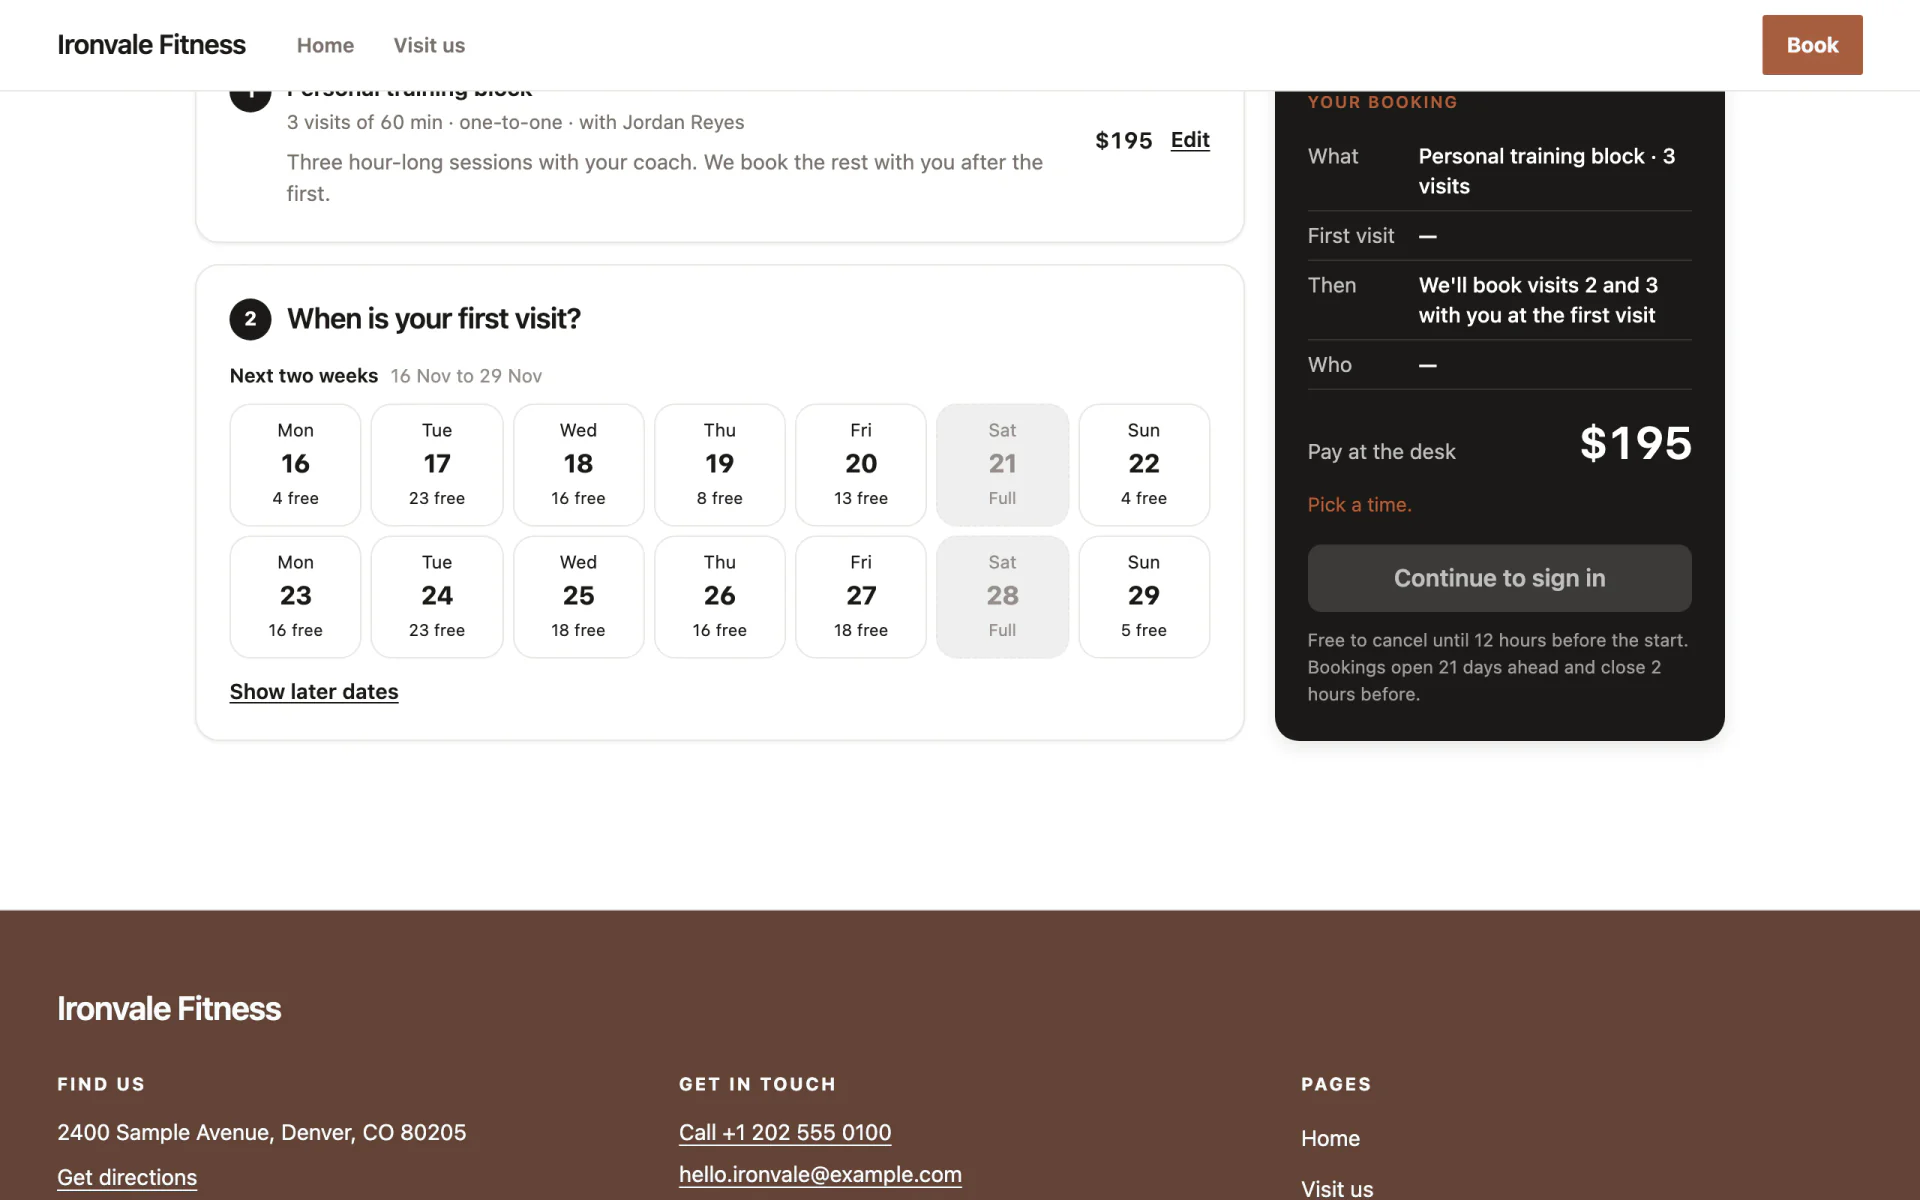 Ironvale Fitness
Home
Visit us
Book
Personal training block
3 visits of 60 min · one-to-one · with Jordan Reyes
Three hour-long sessions with your coach. We book the rest with you after the
first.
$195
Edit
2
When is your first visit?
Next two weeks 16 Nov to 29 Nov
Mon
16
4 free
Tue
17
23 free
Wed
18
16 free
Thu
19
8 free
Fri
20
13 free
Sat
21
Full
Sun
22
4 free
Mon
23
16 free
Tue
24
23 free
Wed
25
18 free
Thu
26
16 free
Fri
27
18 free
Sat
28
Full
Sun
29
5 free
Show later dates
YOUR BOOKING
What
Personal training block · 3
visits
First visit
—
Then
We'll book visits 2 and 3
with you at the first visit
Who
—
Pay at the desk
$195
Pick a time.
Continue to sign in
Free to cancel until 12 hours before the start.
Bookings open 21 days ahead and close 2
hours before.
Ironvale Fitness
FIND US
2400 Sample Avenue, Denver, CO 80205
Get directions
GET IN TOUCH
Call +1 202 555 0100
hello.ironvale@example.com
PAGES
Home
Visit us